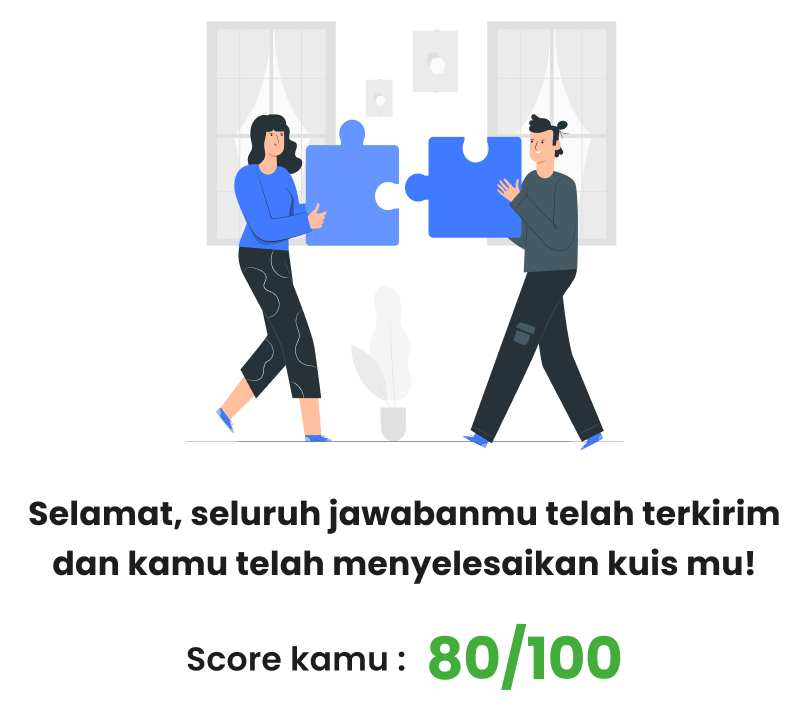 Selamat, seluruh jawabanmu telah terkirim
dan kamu telah menyelesaikan kuis mu!
Score kamu : 80/100